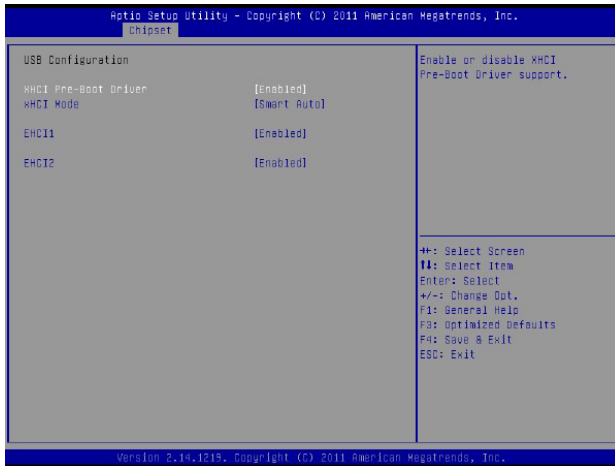 Aptio Setup Utility - Copyright (C) 2011 American Megatrends, Inc.
Chipset
USB Configuration
XHCI Pre-Boot Driver [Enabled]
xHCI Mode [Smart Auto]
EHCI1 [Enabled]
EHCI2 [Enabled]
Enable or disable XHCI
Pre-Boot Driver support.
→←: Select Screen
↑↓: Select Item
Enter: Select
+/-: Change Opt.
F1: General Help
F3: Optimized Defaults
F4: Save & Exit
ESC: Exit
Version 2.14.1219. Copyright (C) 2011 American Megatrends, Inc.